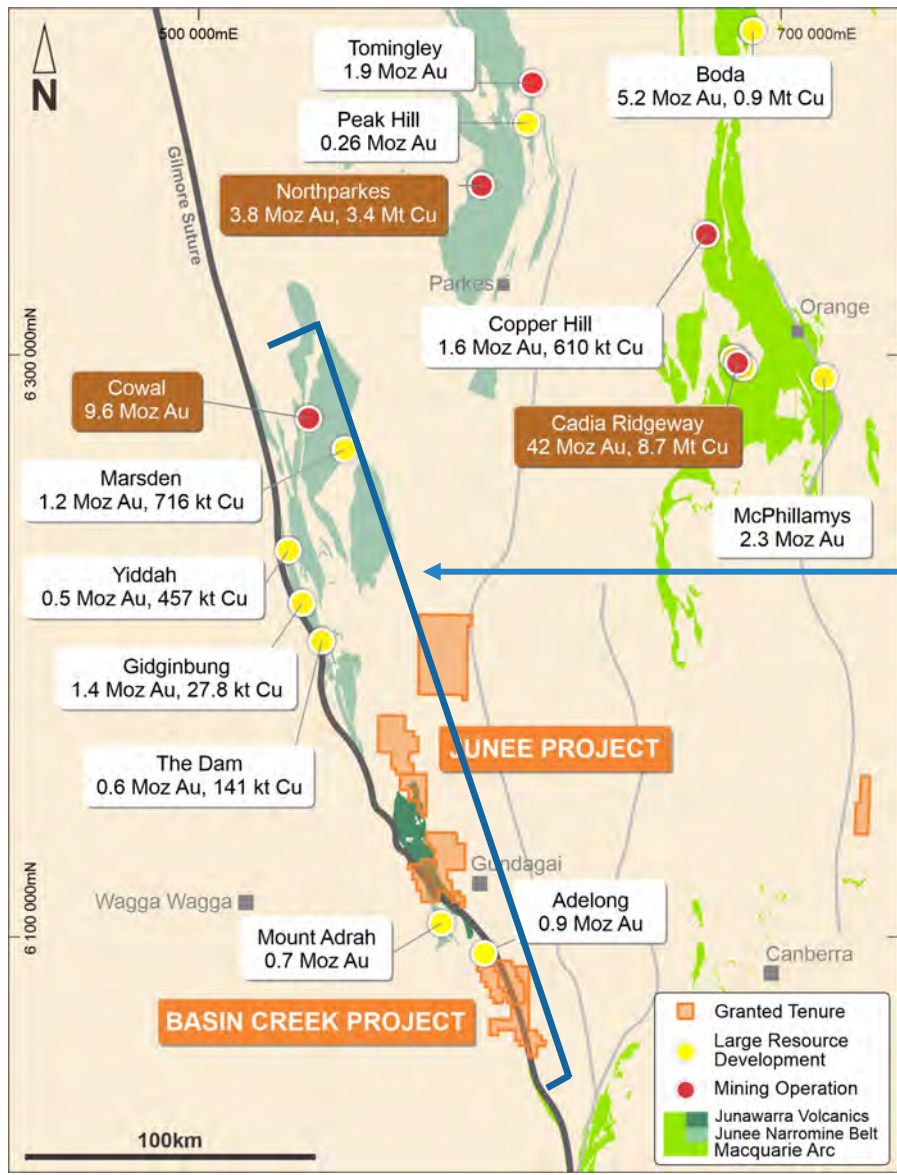 500 000mE
700 000mE
N
Tomingley
1.9 Moz Au
Boda
5.2 Moz Au, 0.9 Mt Cu
Peak Hill
0.26 Moz Au
Gilmore Suture
Northparkes
3.8 Moz Au, 3.4 Mt Cu
Parkes
Copper Hill
1.6 Moz Au, 610 kt Cu
Orange
6 300 000mN
Cowal
9.6 Moz Au
Cadia Ridgeway
42 Moz Au, 8.7 Mt Cu
Marsden
1.2 Moz Au, 716 kt Cu
McPhillamys
2.3 Moz Au
Yiddah
0.5 Moz Au, 457 kt Cu
Gidginbung
1.4 Moz Au, 27.8 kt Cu
JUNEE PROJECT
The Dam
0.6 Moz Au, 141 kt Cu
Gundagai
Wagga Wagga
Adelong
0.9 Moz Au
6 100 000mN
Mount Adrah
0.7 Moz Au
Canberra
BASIN CREEK PROJECT
Granted Tenure
Large Resource
Development
Mining Operation
Junawarra Volcanics
Junee Narromine Belt
Macquarie Arc
100km